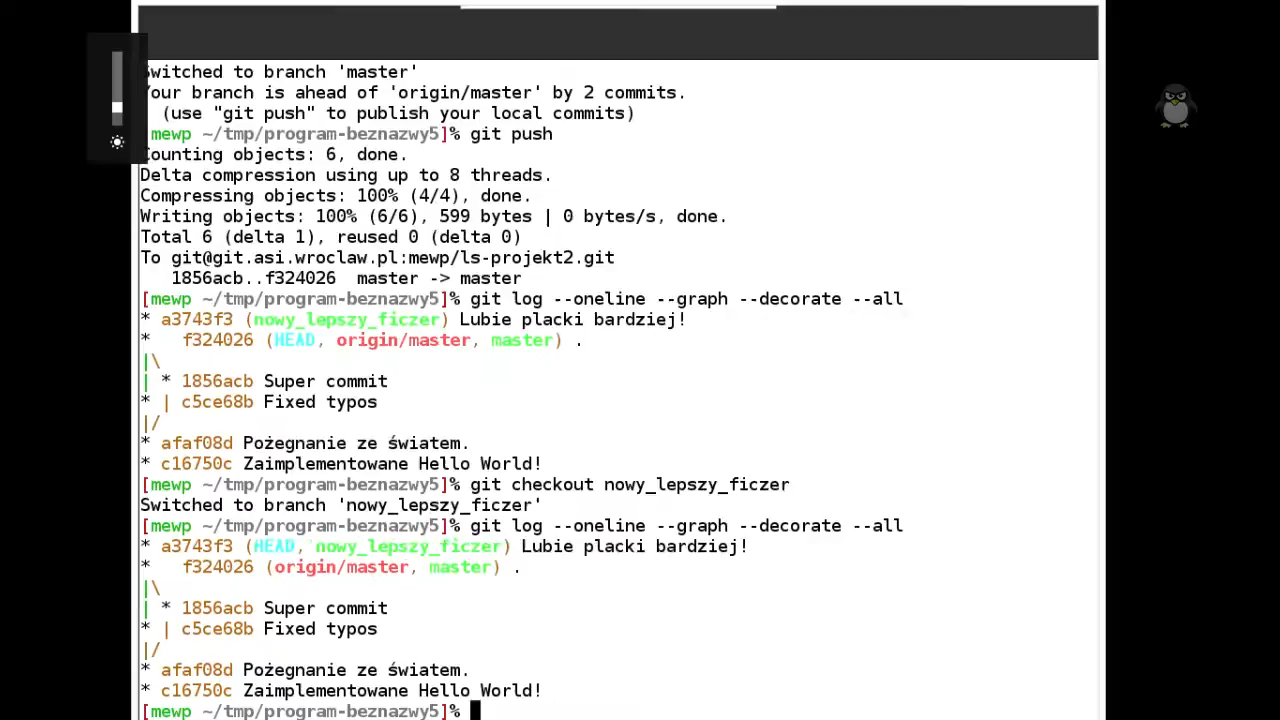 Switched to branch 'master'
Your branch is ahead of 'origin/master' by 2 commits.
(use "git push" to publish your local commits)
[mewp ~/tmp/program-beznazwy5]% git push
Counting objects: 6, done.
Delta compression using up to 8 threads.
Compressing objects: 100% (4/4), done.
Writing objects: 100% (6/6), 599 bytes | 0 bytes/s, done.
Total 6 (delta 1), reused 0 (delta 0)
To git@git.asi.wroclaw.pl:mewp/ls-projekt2.git
   1856acb..f324026  master -> master
[mewp ~/tmp/program-beznazwy5]% git log --oneline --graph --decorate --all
* a3743f3 (nowy_lepszy_ficzer) Lubie placki bardziej!
*   f324026 (HEAD, origin/master, master) .
|\
| * 1856acb Super commit
* | c5ce68b Fixed typos
|/
* afaf08d Pożegnanie ze światem.
* c16750c Zaimplementowane Hello World!
[mewp ~/tmp/program-beznazwy5]% git checkout nowy_lepszy_ficzer
Switched to branch 'nowy_lepszy_ficzer'
[mewp ~/tmp/program-beznazwy5]% git log --oneline --graph --decorate --all
* a3743f3 (HEAD, nowy_lepszy_ficzer) Lubie placki bardziej!
*   f324026 (origin/master, master) .
|\
| * 1856acb Super commit
* | c5ce68b Fixed typos
|/
* afaf08d Pożegnanie ze światem.
* c16750c Zaimplementowane Hello World!
[mewp ~/tmp/program-beznazwy5]%